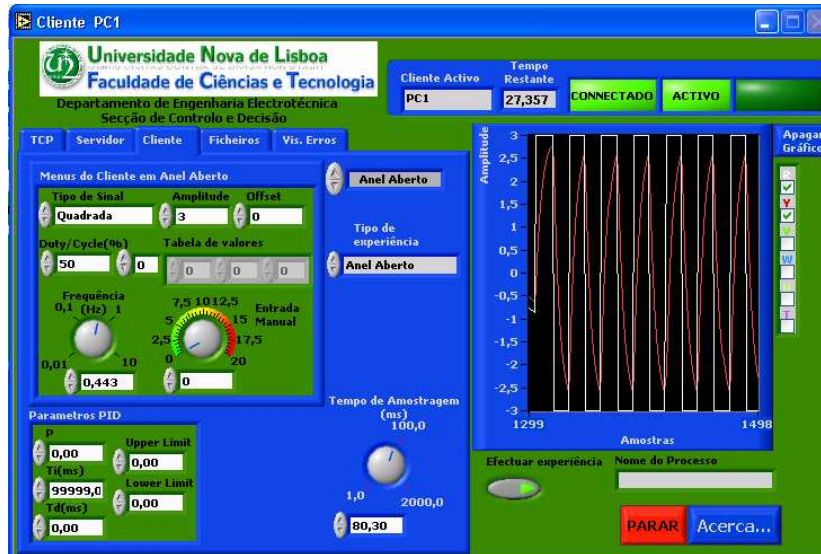 Cliente PC1
Universidade Nova de Lisboa
Faculdade de Ciências e Tecnologia
Departamento de Engenharia Electrotécnica
Secção de Controlo e Decisão
Cliente Activo
PC1
Tempo
Restante
27,357
CONNECTADO
ACTIVO
TCP
Servidor
Cliente
Ficheiros
Vis. Erros
Menus do Cliente em Anel Aberto
Tipo de Sinal
Quadrada
Amplitude
3
Offset
0
Duty/Cycle(%)
50
0
Tabela de valores
0
0
0
Frequência
(Hz)
0,01
0,1
1
10
0,443
0
2,5
5
7,5
10
12,5
15
17,5
20
Entrada
Manual
0
Anel Aberto
Tipo de
experiência
Anel Aberto
Parametros PID
P
0,00
Ti(ms)
99999,0
Td(ms)
0,00
Upper Limit
0,00
Lower Limit
0,00
Tempo de Amostragem
(ms)
100,0
1,0
2000,0
80,30
Amplitude
3
2,5
2
1,5
1
0,5
0
-0,5
-1
-1,5
-2
-2,5
-3
1299
1498
Amostras
Apagar
Gráfico
R
Y
V
W
U
T
Efectuar experiência
Nome do Processo
PARAR
Acerca...